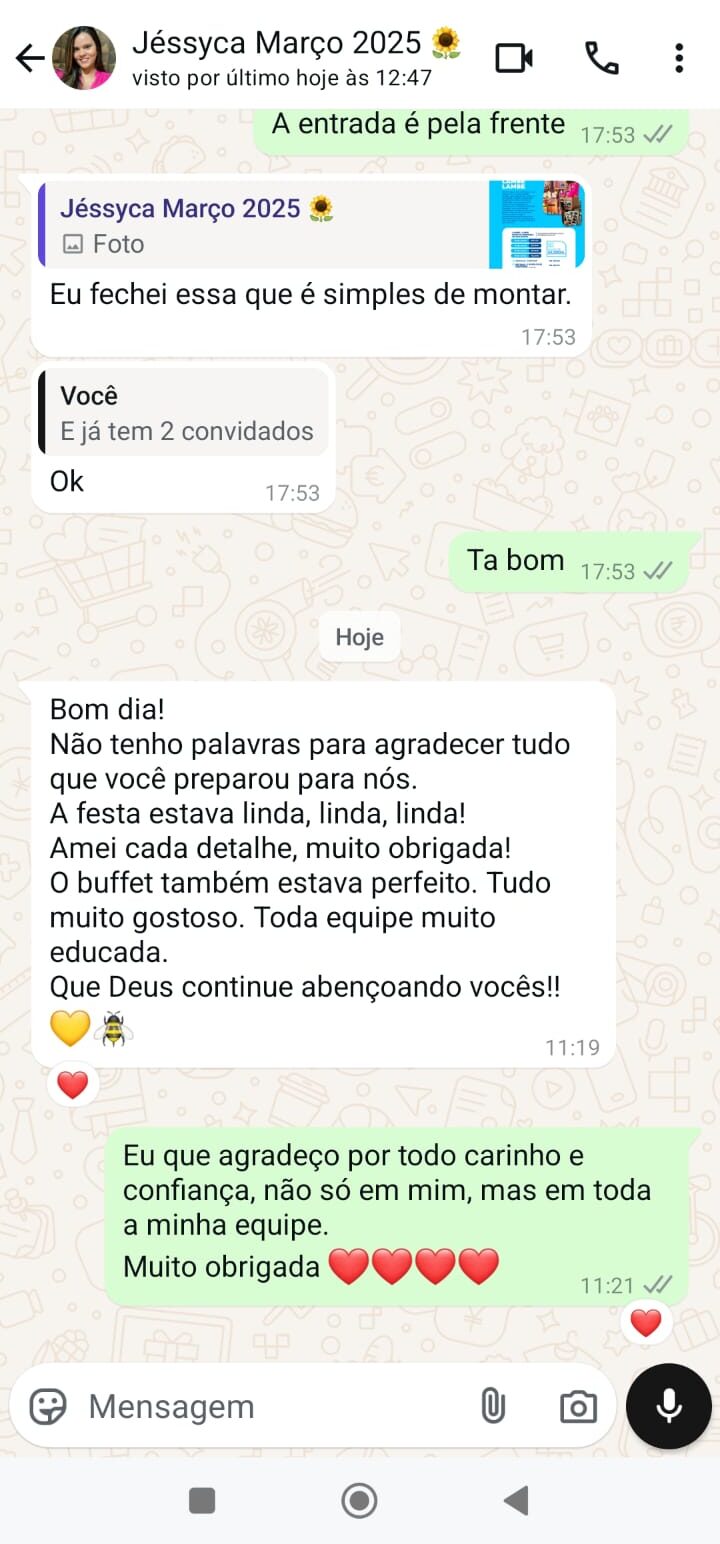 Jéssyca Março 2025 🌻
visto por último hoje às 12:47
A entrada é pela frente 17:53
Jéssyca Março 2025 🌻
Foto
Eu fechei essa que é simples de montar.
17:53
Você
E já tem 2 convidados
Ok 17:53
Ta bom 17:53
Hoje
Bom dia!
Não tenho palavras para agradecer tudo
que você preparou para nós.
A festa estava linda, linda, linda!
Amei cada detalhe, muito obrigada!
O buffet também estava perfeito. Tudo
muito gostoso. Toda equipe muito
educada.
Que Deus continue abençoando vocês!!
💛🐝 11:19
❤️
Eu que agradeço por todo carinho e
confiança, não só em mim, mas em toda
a minha equipe.
Muito obrigada ❤️❤️❤️❤️ 11:21
❤️
Mensagem